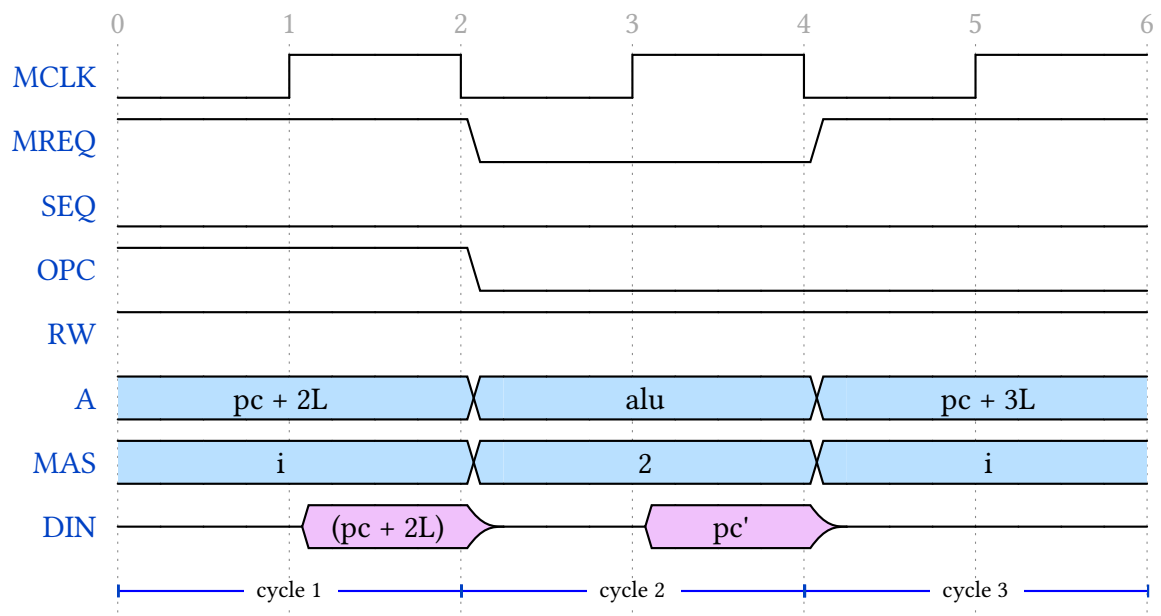 0 1 2 3 4 5 6
MCLK
MREQ
SEQ
OPC
RW
A pc + 2L alu pc + 3L
MAS i 2 i
DIN (pc + 2L) pc'
cycle 1 cycle 2 cycle 3